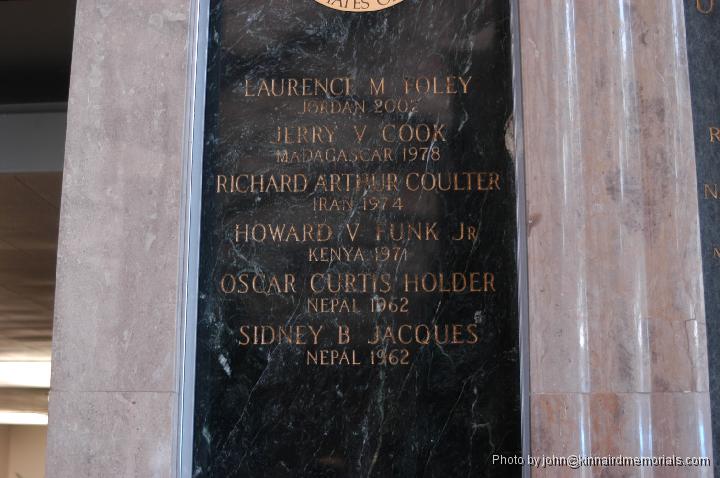 TATES O
LAURENCE M FOLEY
JORDAN 2002
JERRY V COOK
MADAGASCAR 1978
RICHARD ARTHUR COULTER
IRAN 1974
HOWARD V FUNK JR
KENYA 1971
OSCAR CURTIS HOLDER
NEPAL 1962
SIDNEY B JACQUES
NEPAL 1962
U
R
N
Photo by john@kinnairdmemorials.com